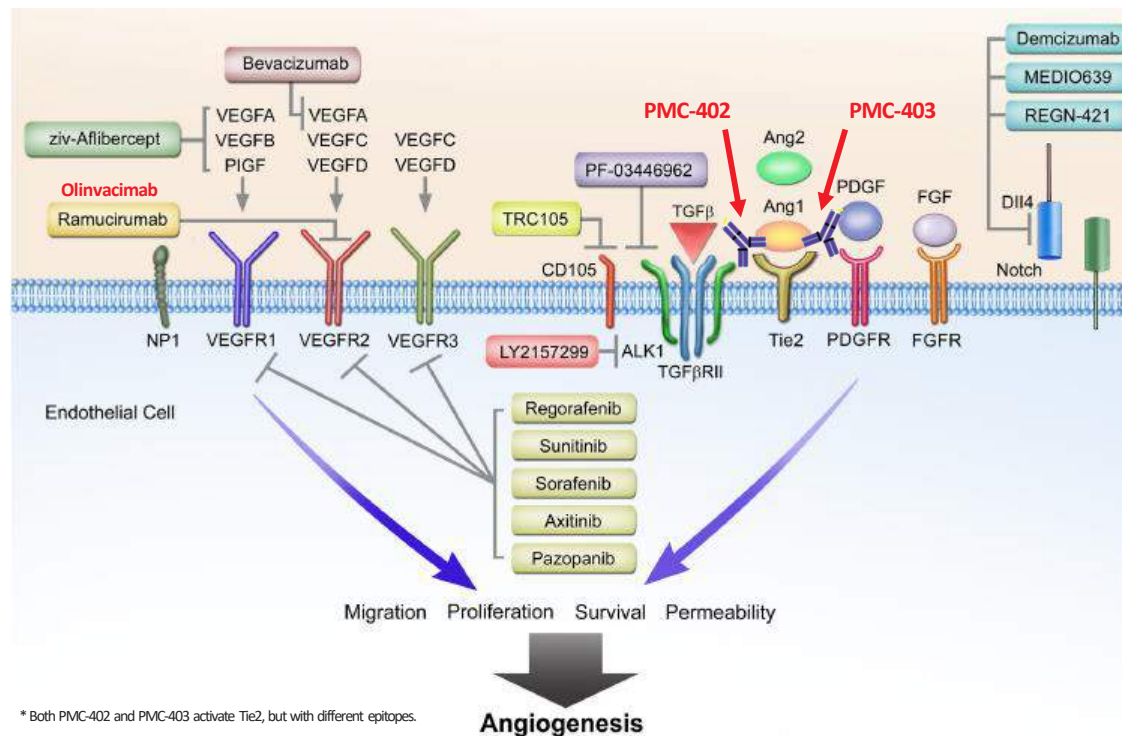 Bevacizumab
ziv-Aflibercept
VEGFA
VEGFB
PIGF
VEGFA
VEGFC
VEGFD
VEGFC
VEGFD
Olinvacimab
Ramucirumab
PMC-402
PMC-403
Demcizumab
MEDIO639
REGN-421
PF-03446962
TRC105
TGFβ
Ang2
Ang1
PDGF
FGF
Dll4
CD105
Notch
NP1
VEGFR1
VEGFR2
VEGFR3
LY2157299
ALK1
TGFβRII
Tie2
PDGFR
FGFR
Endothelial Cell
Regorafenib
Sunitinib
Sorafenib
Axitinib
Pazopanib
Migration Proliferation Survival Permeability
* Both PMC-402 and PMC-403 activate Tie2, but with different epitopes.
Angiogenesis